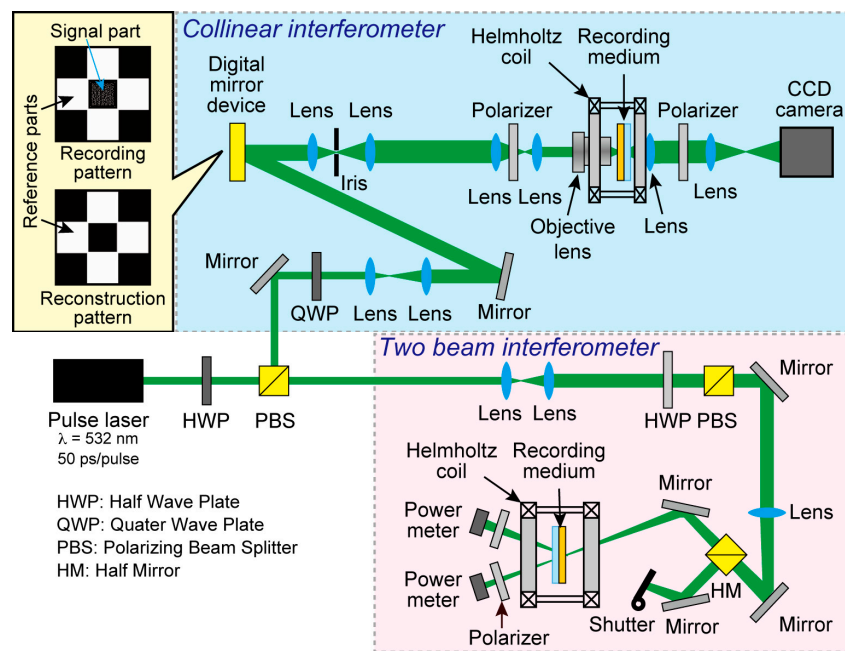 Signal part
Reference parts
Recording pattern
Reconstruction pattern
Collinear interferometer
Digital mirror device
Lens
Lens
Iris
Polarizer
Lens Lens
Helmholtz coil
Recording medium
Objective lens
Lens
Polarizer
Lens
CCD camera
Mirror
QWP
Lens
Lens
Mirror
Pulse laser
λ = 532 nm
50 ps/pulse
HWP
PBS
HWP: Half Wave Plate
QWP: Quater Wave Plate
PBS: Polarizing Beam Splitter
HM: Half Mirror
Two beam interferometer
Lens
Lens
HWP
PBS
Mirror
Helmholtz coil
Recording medium
Mirror
Lens
Power meter
Power meter
Polarizer
Shutter
Mirror
HM
Mirror